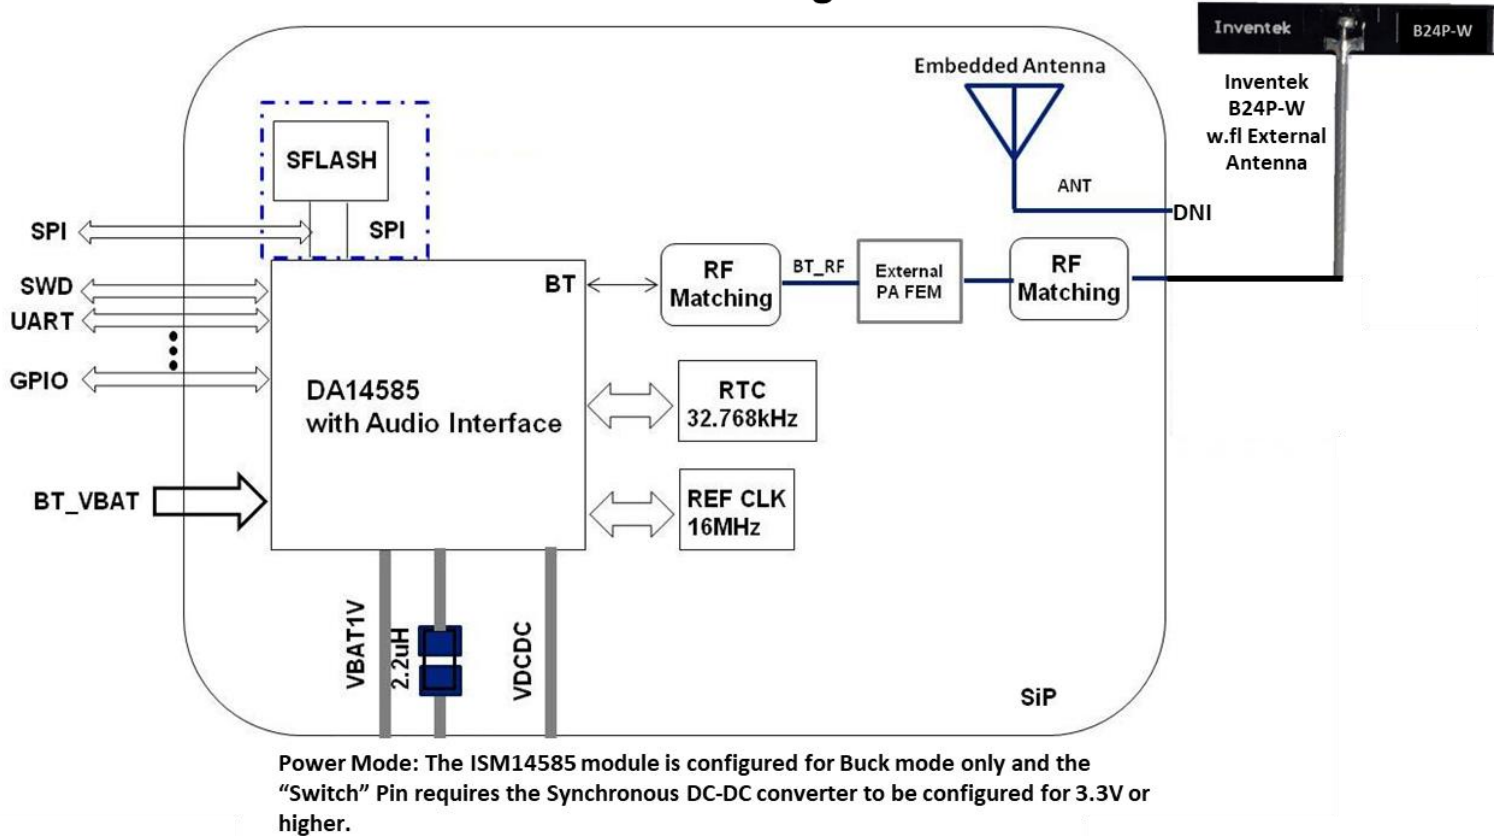 Inventek
B24P-W
Embedded Antenna
Inventek
B24P-W
w.fl External
Antenna
SFLASH
ANT
DNI
SPI
SPI
SWD
UART
GPIO
BT
RF
Matching
BT_RF
External
PA FEM
RF
Matching
DA14585
with Audio Interface
RTC
32.768kHz
BT_VBAT
REF CLK
16MHz
VBAT1V
2.2uH
VDCDC
SiP
Power Mode: The ISM14585 module is configured for Buck mode only and the
“Switch” Pin requires the Synchronous DC-DC converter to be configured for 3.3V or
higher.